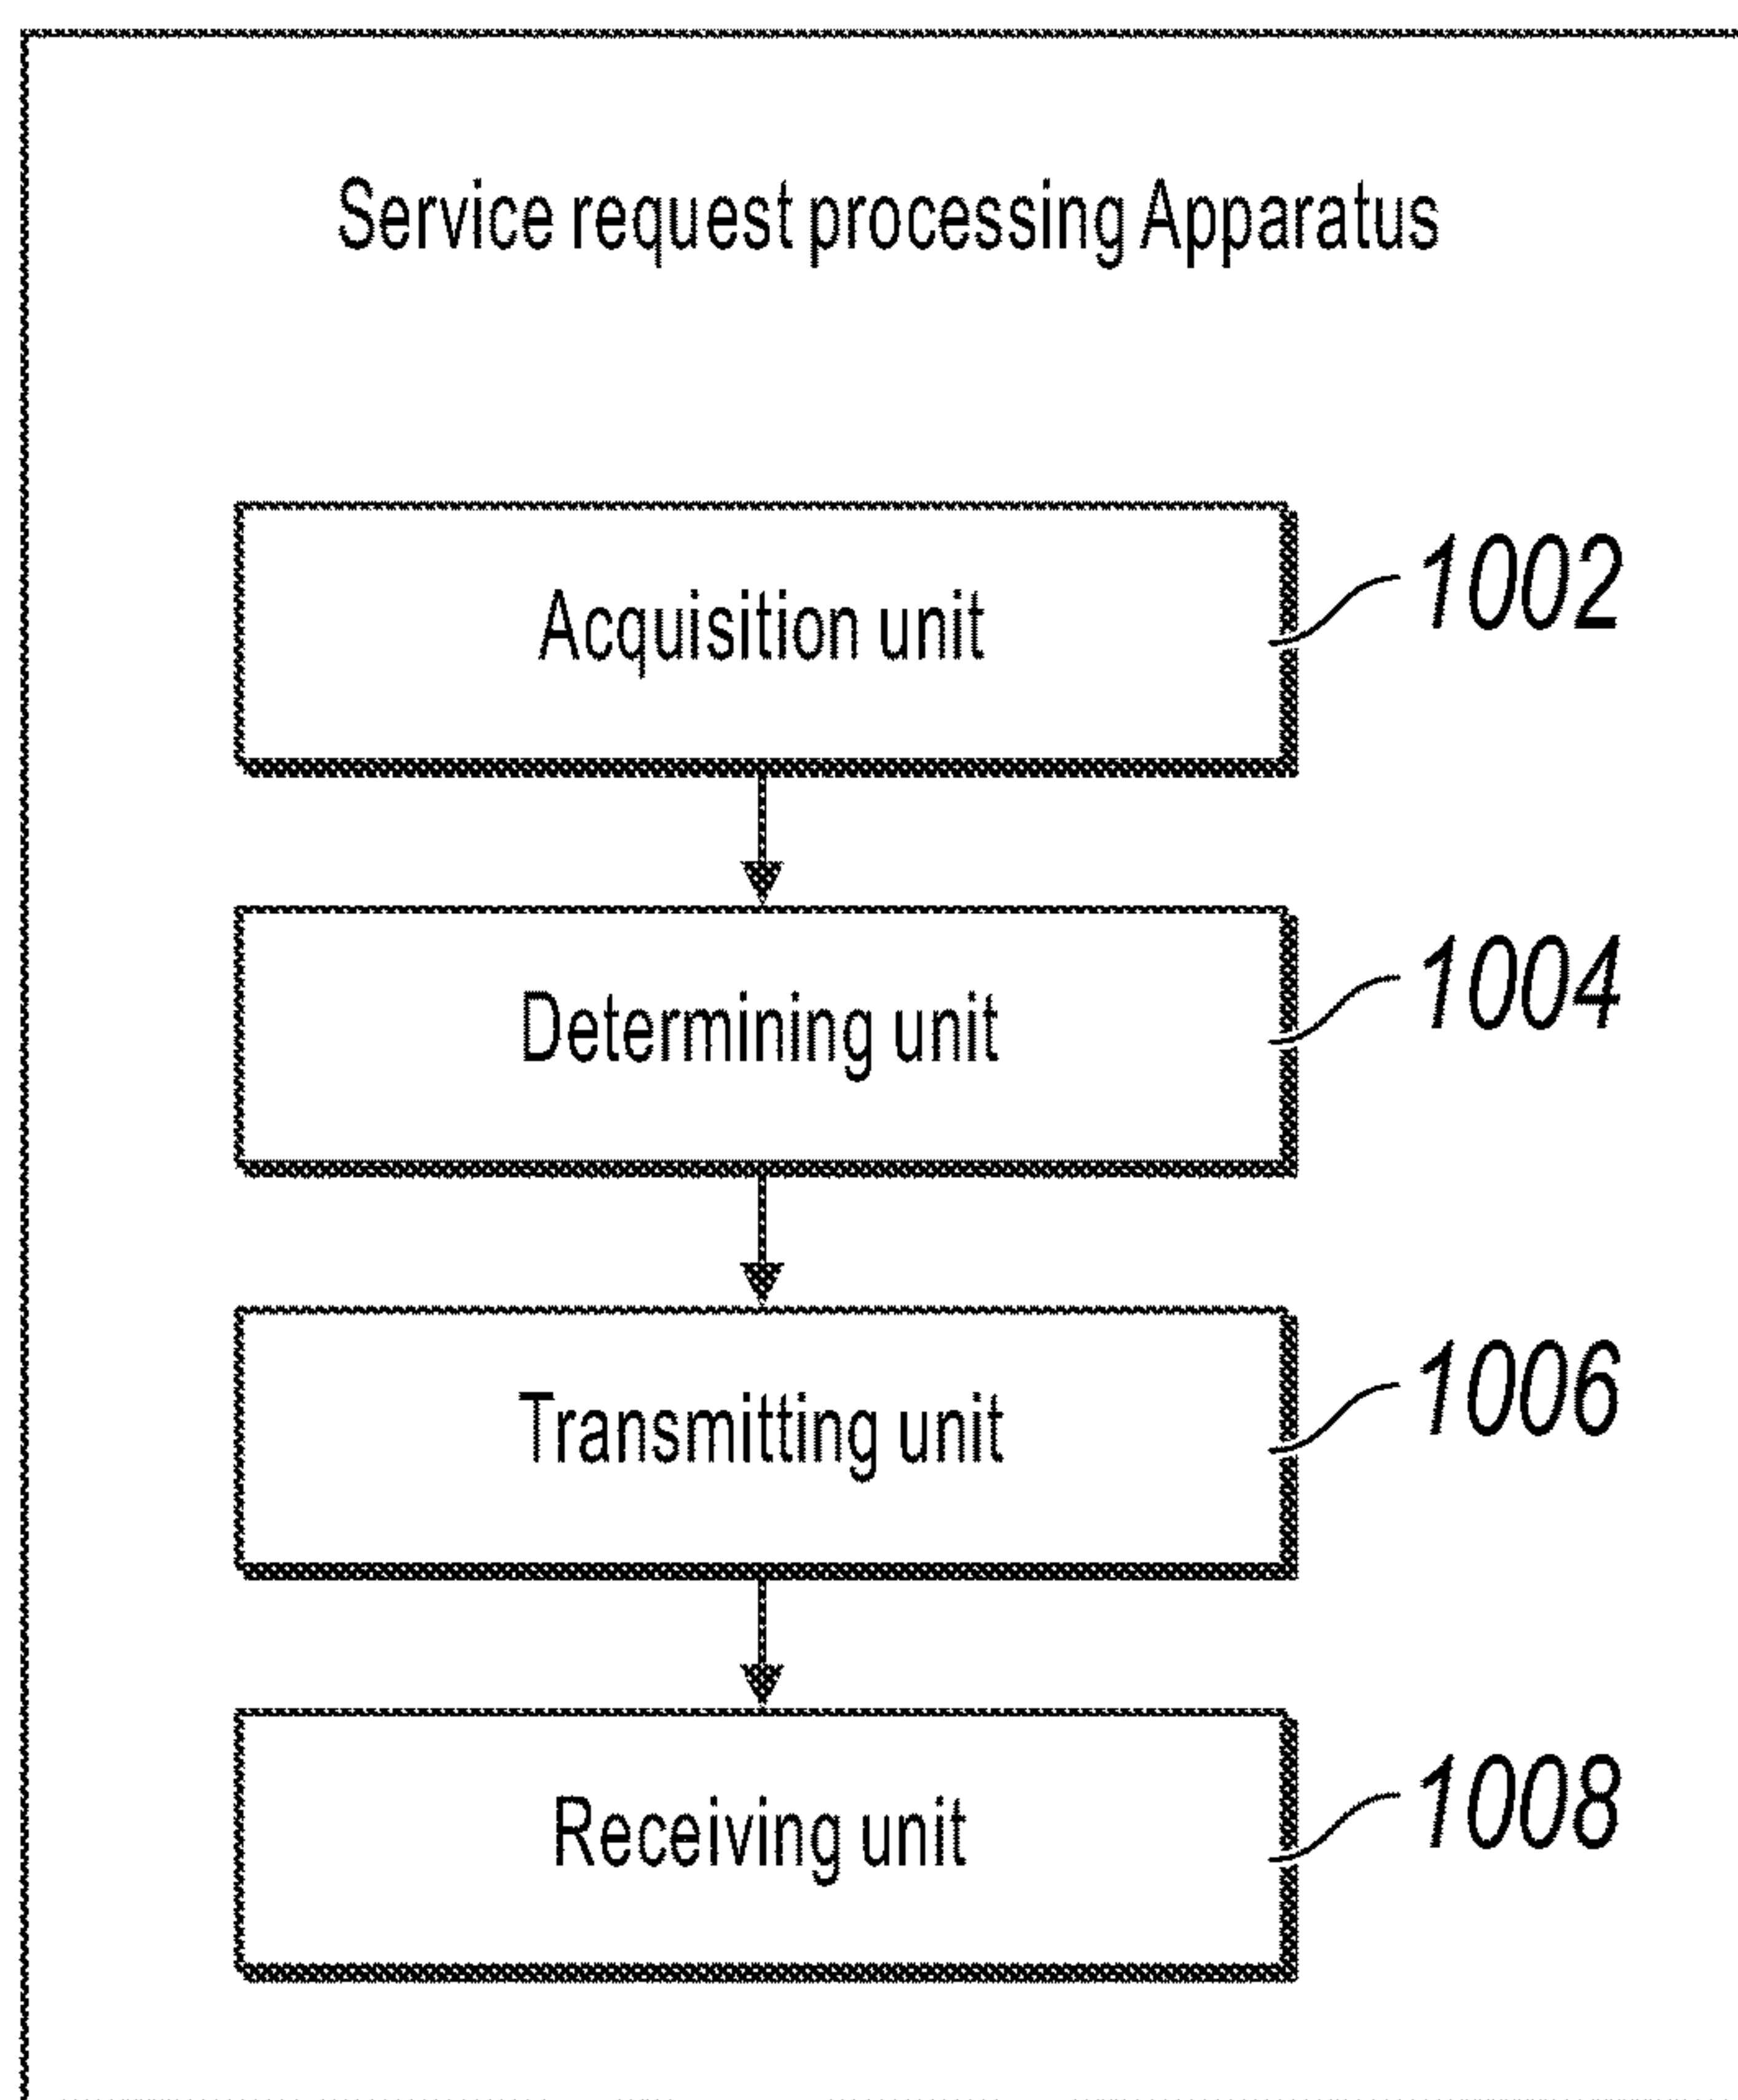 Service request processing Apparatus
Acquisition unit
1002
Determining unit
1004
Transmitting unit
1006
Receiving unit
1008